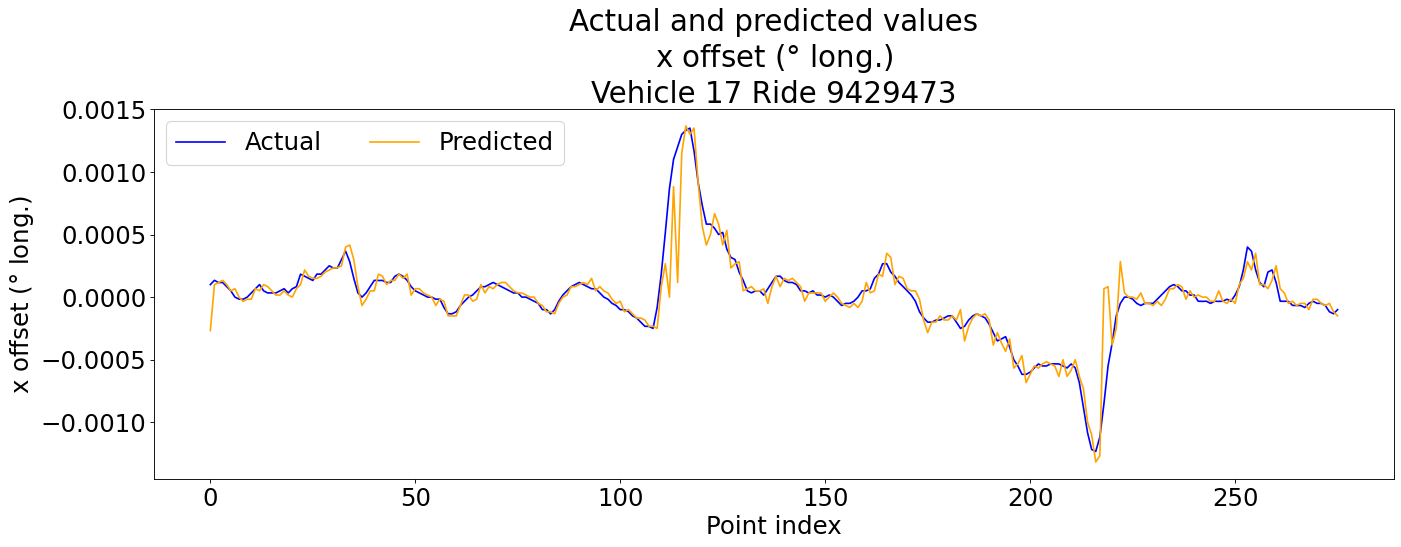 Actual and predicted values
x offset (° long.)
Vehicle 17 Ride 9429473
Actual
Predicted
x offset (° long.)
0.0015
0.0010
0.0005
0.0000
−0.0005
−0.0010
0 50 100 150 200 250
Point index